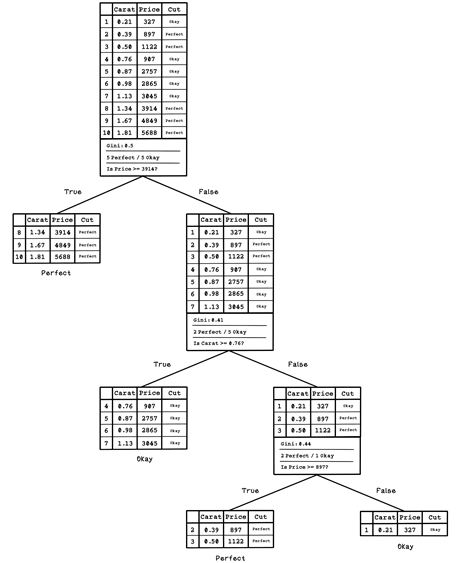 Carat Price Cut
1 0.21 327 Okay
2 0.39 897 Perfect
3 0.50 1122 Perfect
4 0.76 907 Okay
5 0.87 2757 Okay
6 0.98 2865 Okay
7 1.13 3045 Okay
8 1.34 3914 Perfect
9 1.67 4849 Perfect
10 1.81 5688 Perfect
Gini: 0.5
5 Perfect / 5 Okay
Is Price >= 3914?
True
False
Carat Price Cut
8 1.34 3914 Perfect
9 1.67 4849 Perfect
10 1.81 5688 Perfect
Perfect
Carat Price Cut
1 0.21 327 Okay
2 0.39 897 Perfect
3 0.50 1122 Perfect
4 0.76 907 Okay
5 0.87 2757 Okay
6 0.98 2865 Okay
7 1.13 3045 Okay
Gini: 0.41
2 Perfect / 5 Okay
Is Carat >= 0.76?
True
False
Carat Price Cut
4 0.76 907 Okay
5 0.87 2757 Okay
6 0.98 2865 Okay
7 1.13 3045 Okay
Okay
Carat Price Cut
1 0.21 327 Okay
2 0.39 897 Perfect
3 0.50 1122 Perfect
Gini: 0.44
2 Perfect / 1 Okay
Is Price >= 897?
True
False
Carat Price Cut
2 0.39 897 Perfect
3 0.50 1122 Perfect
Perfect
Carat Price Cut
1 0.21 327 Okay
Okay